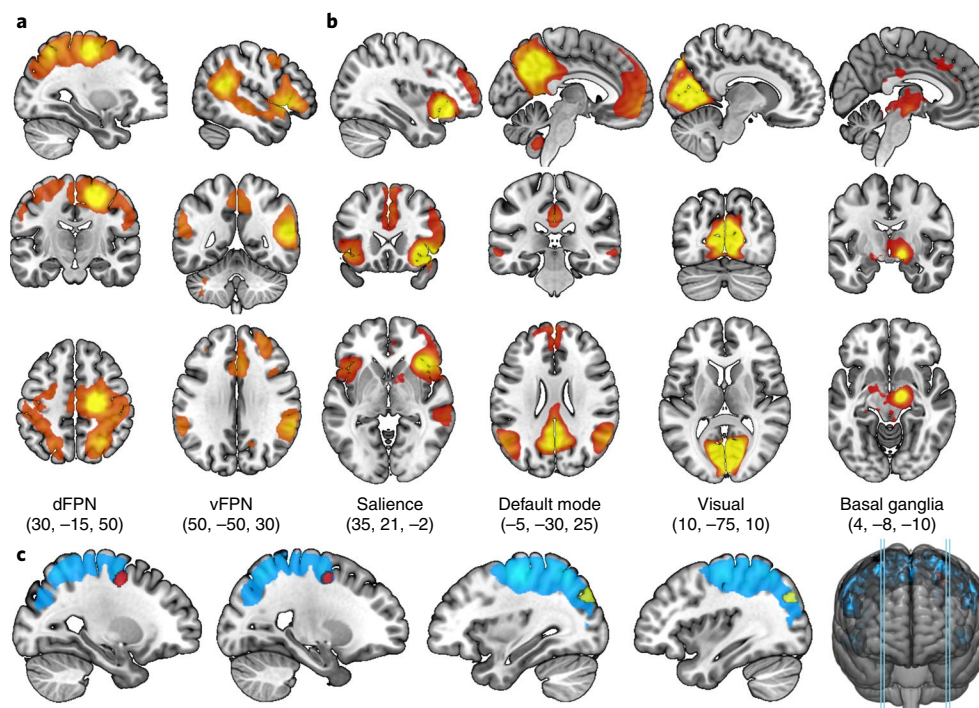 a
b
dFPN
(30, –15, 50)
vFPN
(50, –50, 30)
Salience
(35, 21, –2)
Default mode
(–5, –30, 25)
Visual
(10, –75, 10)
Basal ganglia
(4, –8, –10)
c